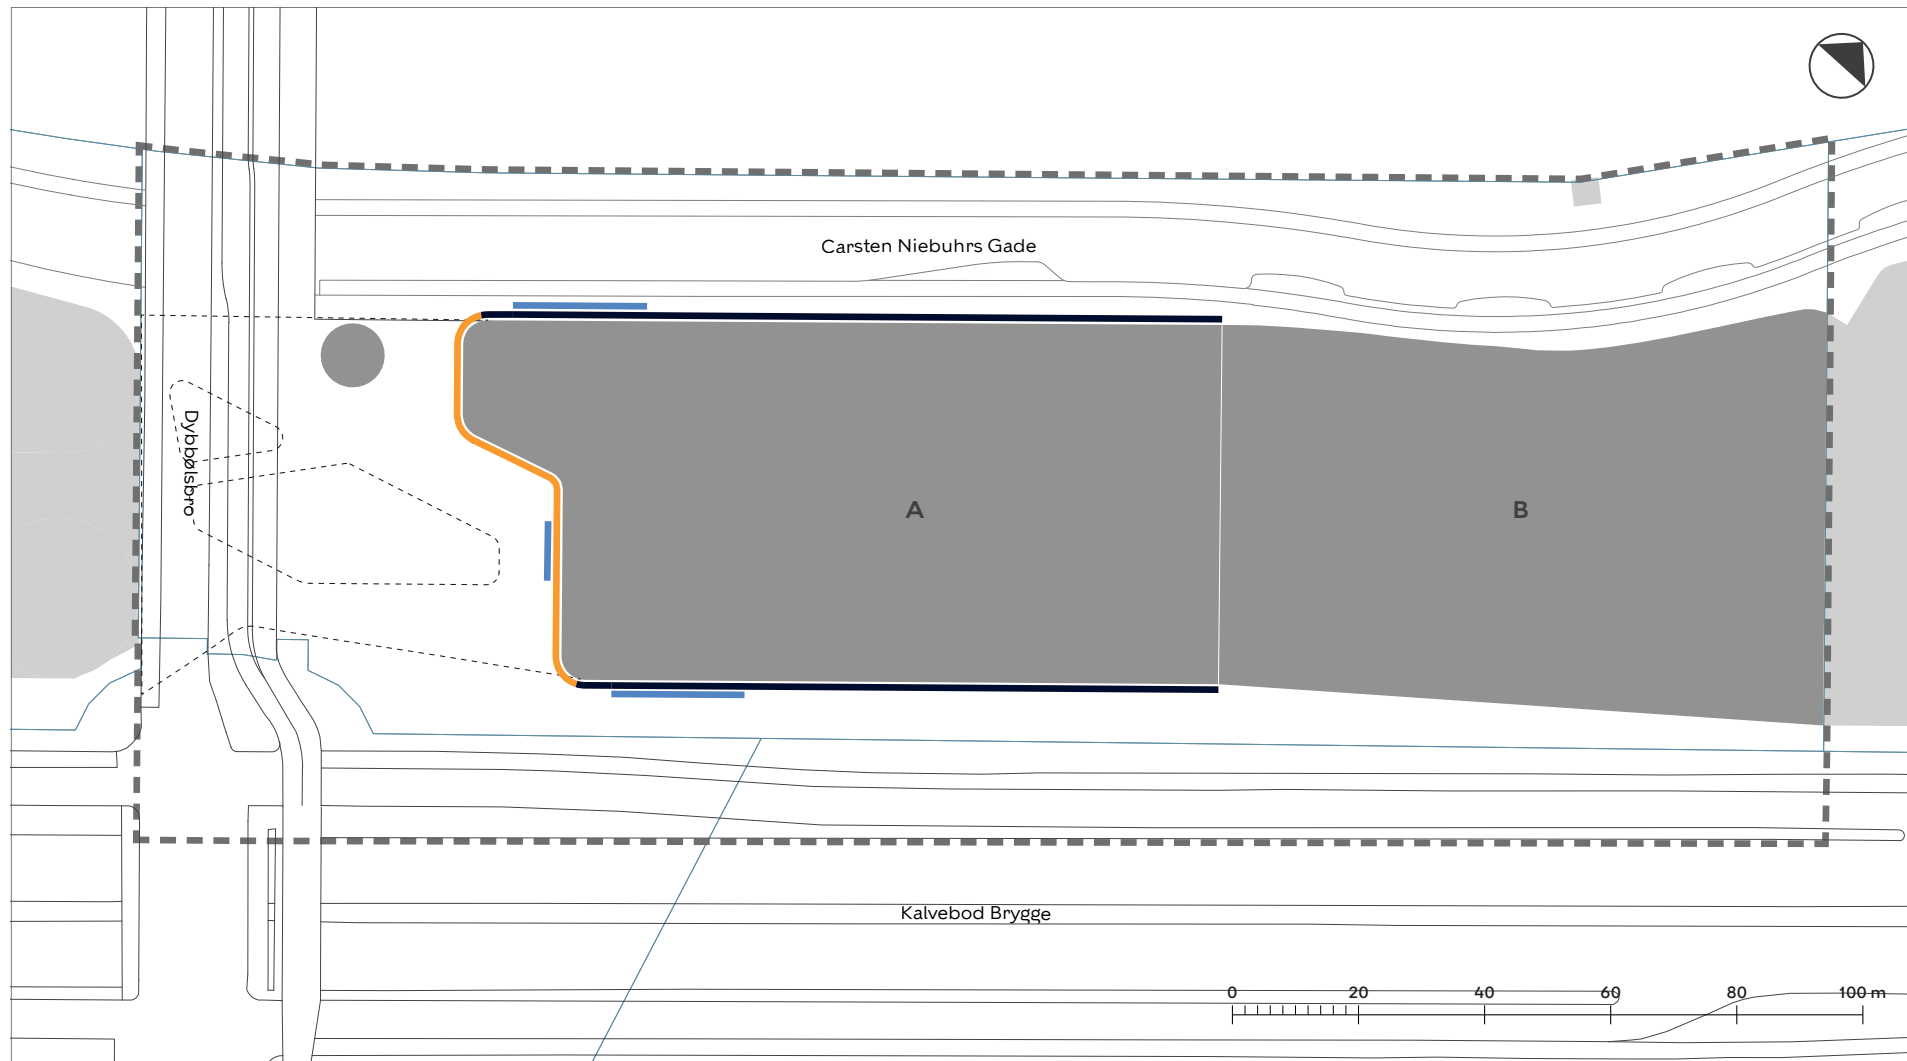 Carsten Niebuhrs Gade
Dybbølsbro
A
B
Kalvebod Brygge
0 20 40 60 80 100 m